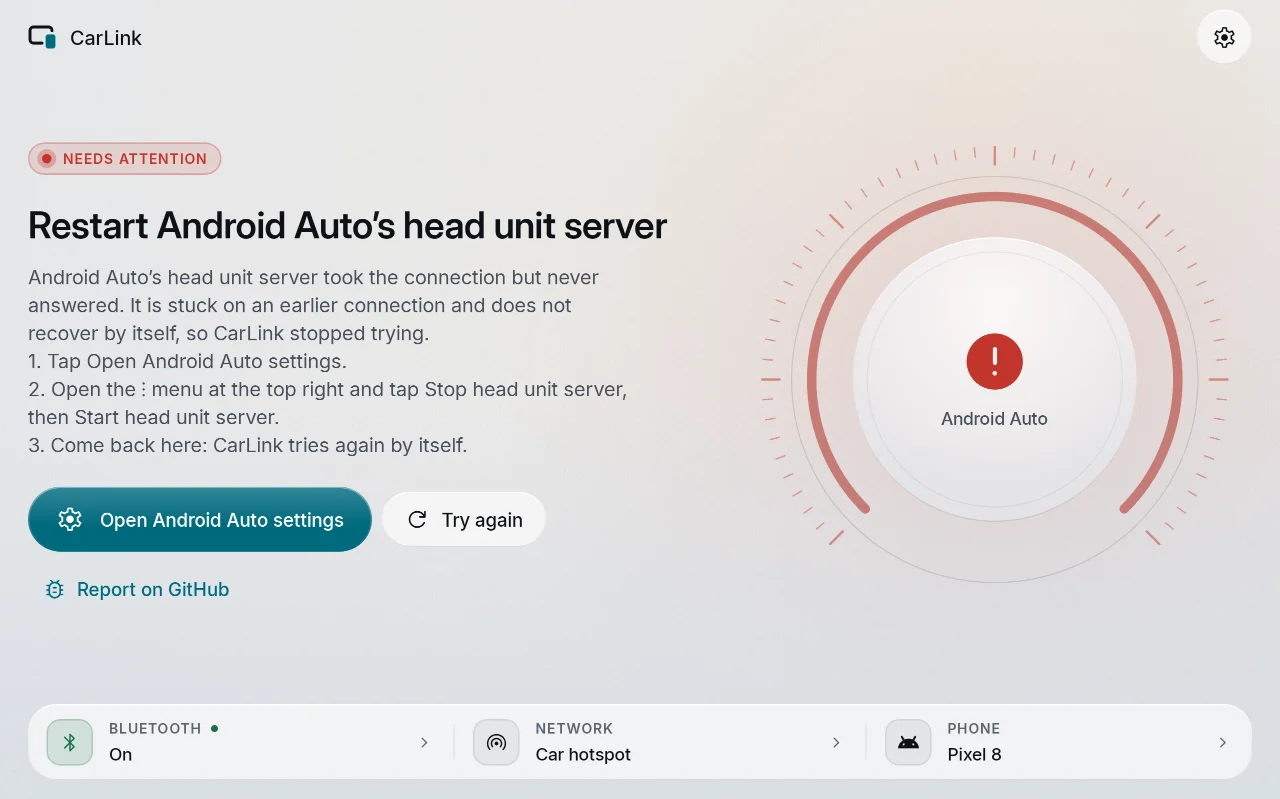 CarLink
NEEDS ATTENTION
Restart Android Auto’s head unit server
Android Auto’s head unit server took the connection but never
answered. It is stuck on an earlier connection and does not
recover by itself, so CarLink stopped trying.
1. Tap Open Android Auto settings.
2. Open the ⋮ menu at the top right and tap Stop head unit server,
then Start head unit server.
3. Come back here: CarLink tries again by itself.
Open Android Auto settings
Try again
Report on GitHub
Android Auto
BLUETOOTH
On
NETWORK
Car hotspot
PHONE
Pixel 8